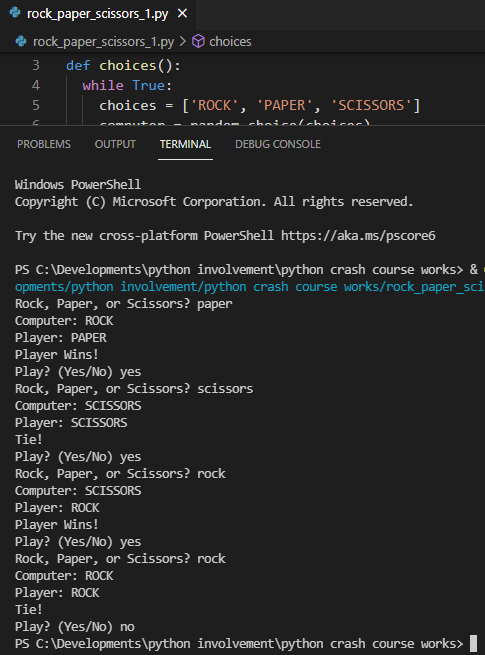 rock_paper_scissors_1.py ×
rock_paper_scissors_1.py > choices
3 def choices():
4 while True:
5 choices = ['ROCK', 'PAPER', 'SCISSORS']
6 computer = random.choice(choices)
PROBLEMS OUTPUT TERMINAL DEBUG CONSOLE
Windows PowerShell
Copyright (C) Microsoft Corporation. All rights reserved.
Try the new cross-platform PowerShell https://aka.ms/pscore6
PS C:\Developments\python involvement\python crash course works> &
opments/python involvement/python crash course works/rock_paper_sci
Rock, Paper, or Scissors? paper
Computer: ROCK
Player: PAPER
Player Wins!
Play? (Yes/No) yes
Rock, Paper, or Scissors? scissors
Computer: SCISSORS
Player: SCISSORS
Tie!
Play? (Yes/No) yes
Rock, Paper, or Scissors? rock
Computer: SCISSORS
Player: ROCK
Player Wins!
Play? (Yes/No) yes
Rock, Paper, or Scissors? rock
Computer: ROCK
Player: ROCK
Tie!
Play? (Yes/No) no
PS C:\Developments\python involvement\python crash course works>